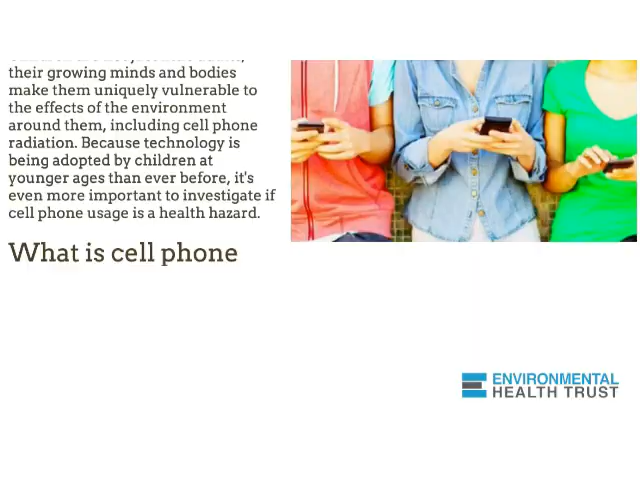 their growing minds and bodies
make them uniquely vulnerable to
the effects of the environment
around them, including cell phone
radiation. Because technology is
being adopted by children at
younger ages than ever before, it's
even more important to investigate if
cell phone usage is a health hazard.
What is cell phone
ENVIRONMENTAL
HEALTH TRUST